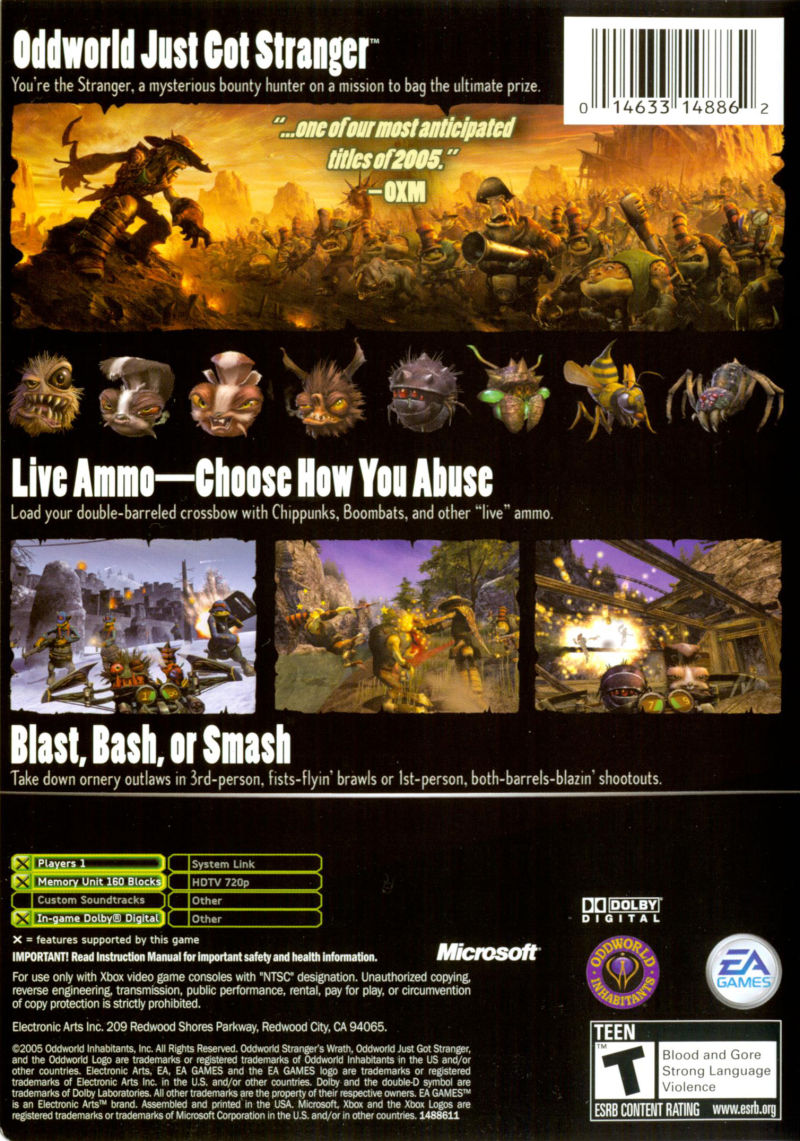 Oddworld Just Got Stranger™
You're the Stranger, a mysterious bounty hunter on a mission to bag the ultimate prize.
0 14633 14886 2
"...one of our most anticipated
titles of 2005."
—OXM
Live Ammo—Choose How You Abuse
Load your double-barreled crossbow with Chippunks, Boombats, and other "live" ammo.
Blast, Bash, or Smash
Take down ornery outlaws in 3rd-person, fists-flyin' brawls or 1st-person, both-barrels-blazin' shootouts.
Players 1
System Link
Memory Unit 160 Blocks
HDTV 720p
Custom Soundtracks
Other
In-game Dolby® Digital
Other
X = features supported by this game
IMPORTANT! Read Instruction Manual for important safety and health information.
For use only with Xbox video game consoles with "NTSC" designation. Unauthorized copying,
reverse engineering, transmission, public performance, rental, pay for play, or circumvention
of copy protection is strictly prohibited.
Electronic Arts Inc. 209 Redwood Shores Parkway, Redwood City, CA 94065.
©2005 Oddworld Inhabitants, Inc. All Rights Reserved. Oddworld Stranger's Wrath, Oddworld Just Got Stranger,
and the Oddworld Logo are trademarks or registered trademarks of Oddworld Inhabitants in the US and/or
other countries. Electronic Arts, EA, EA GAMES and the EA GAMES logo are trademarks or registered
trademarks of Electronic Arts Inc. in the U.S. and/or other countries. Dolby and the double-D symbol are
trademarks of Dolby Laboratories. All other trademarks are the property of their respective owners. EA GAMES™
is an Electronic Arts™ brand. Assembled and printed in the USA. Microsoft, Xbox and the Xbox Logos are
registered trademarks or trademarks of Microsoft Corporation in the U.S. and/or in other countries. 1488611
Microsoft®
DOLBY
DIGITAL
ODDWORLD
INHABITANTS
EA
GAMES™
TEEN
T™
Blood and Gore
Strong Language
Violence
ESRB CONTENT RATING www.esrb.org